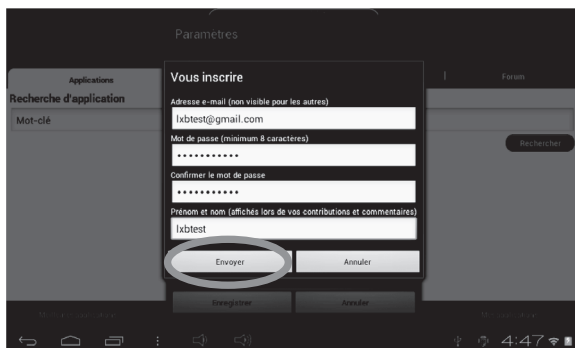 Paramètres
Applications
Forum
Vous inscrire
Recherche d'application
Adresse e-mail (non visible pour les autres)
lxbtest@gmail.com
Mot-clé
Mot de passe (minimum 8 caractères)
•••••••••••
Rechercher
Confirmer le mot de passe
•••••••••••
Prénom et nom (affichés lors de vos contributions et commentaires)
lxbtest
Envoyer
Annuler
Enregistrer
Annuler
4:47